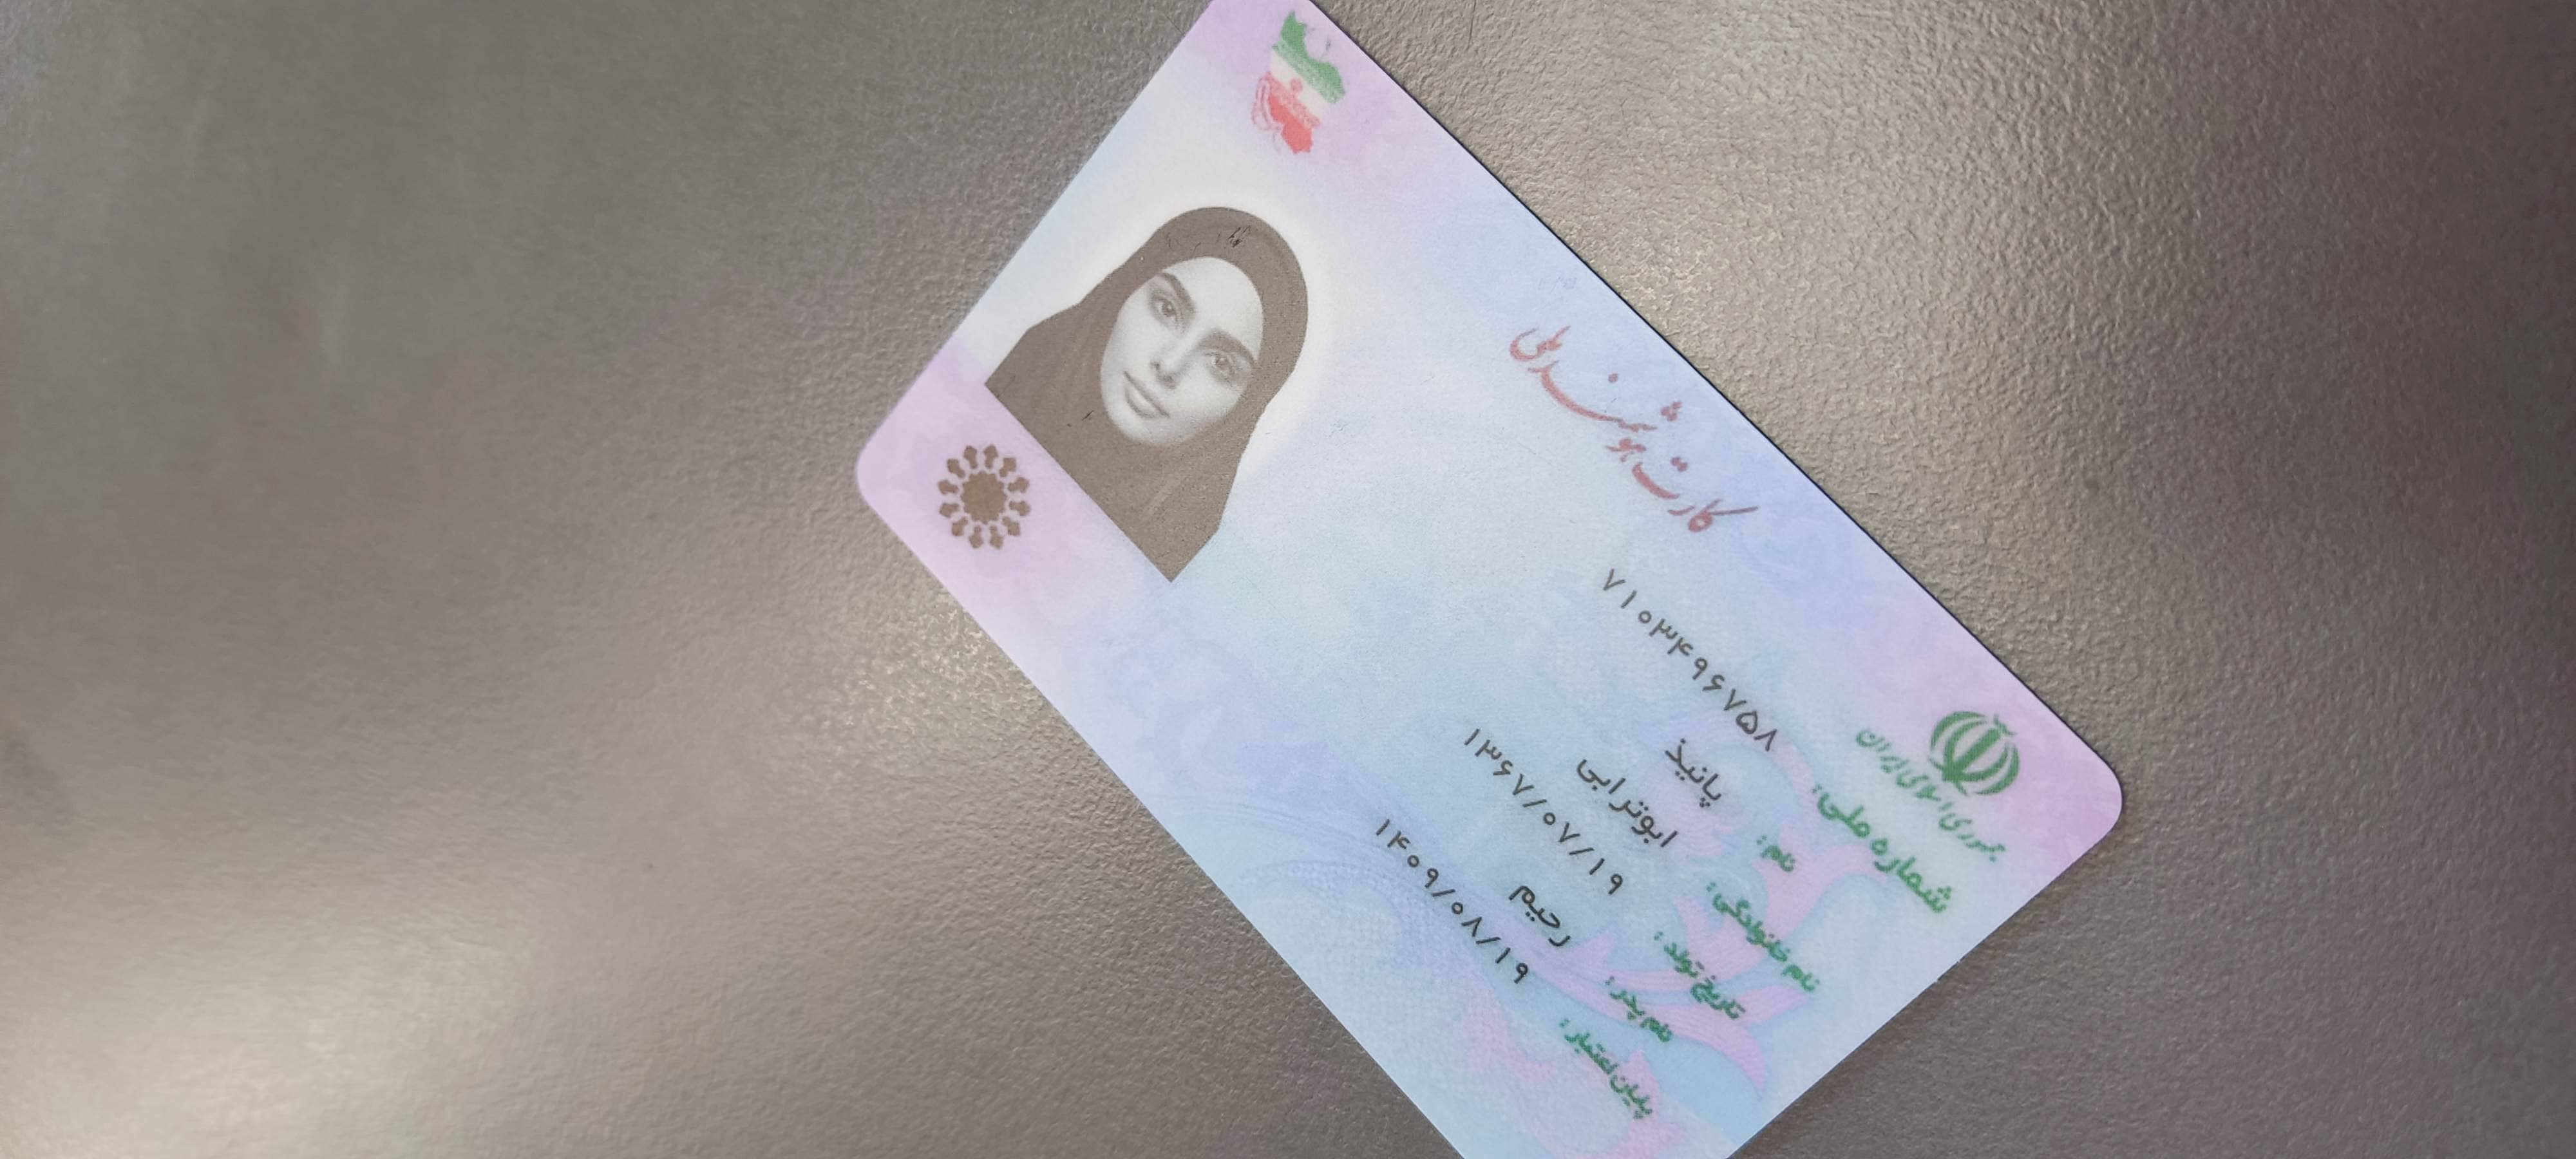 کارت هوشمند ملی
جمهوری اسلامی ایران
شماره ملی: ۷۱۰۳۴۹۶۷۵۸
نام: پانیذ
نام خانوادگی: ابوترابی
تاریخ تولد: ۱۳۶۷/۰۷/۱۹
نام پدر: رحیم
پایان اعتبار: ۱۴۰۹/۰۸/۱۹